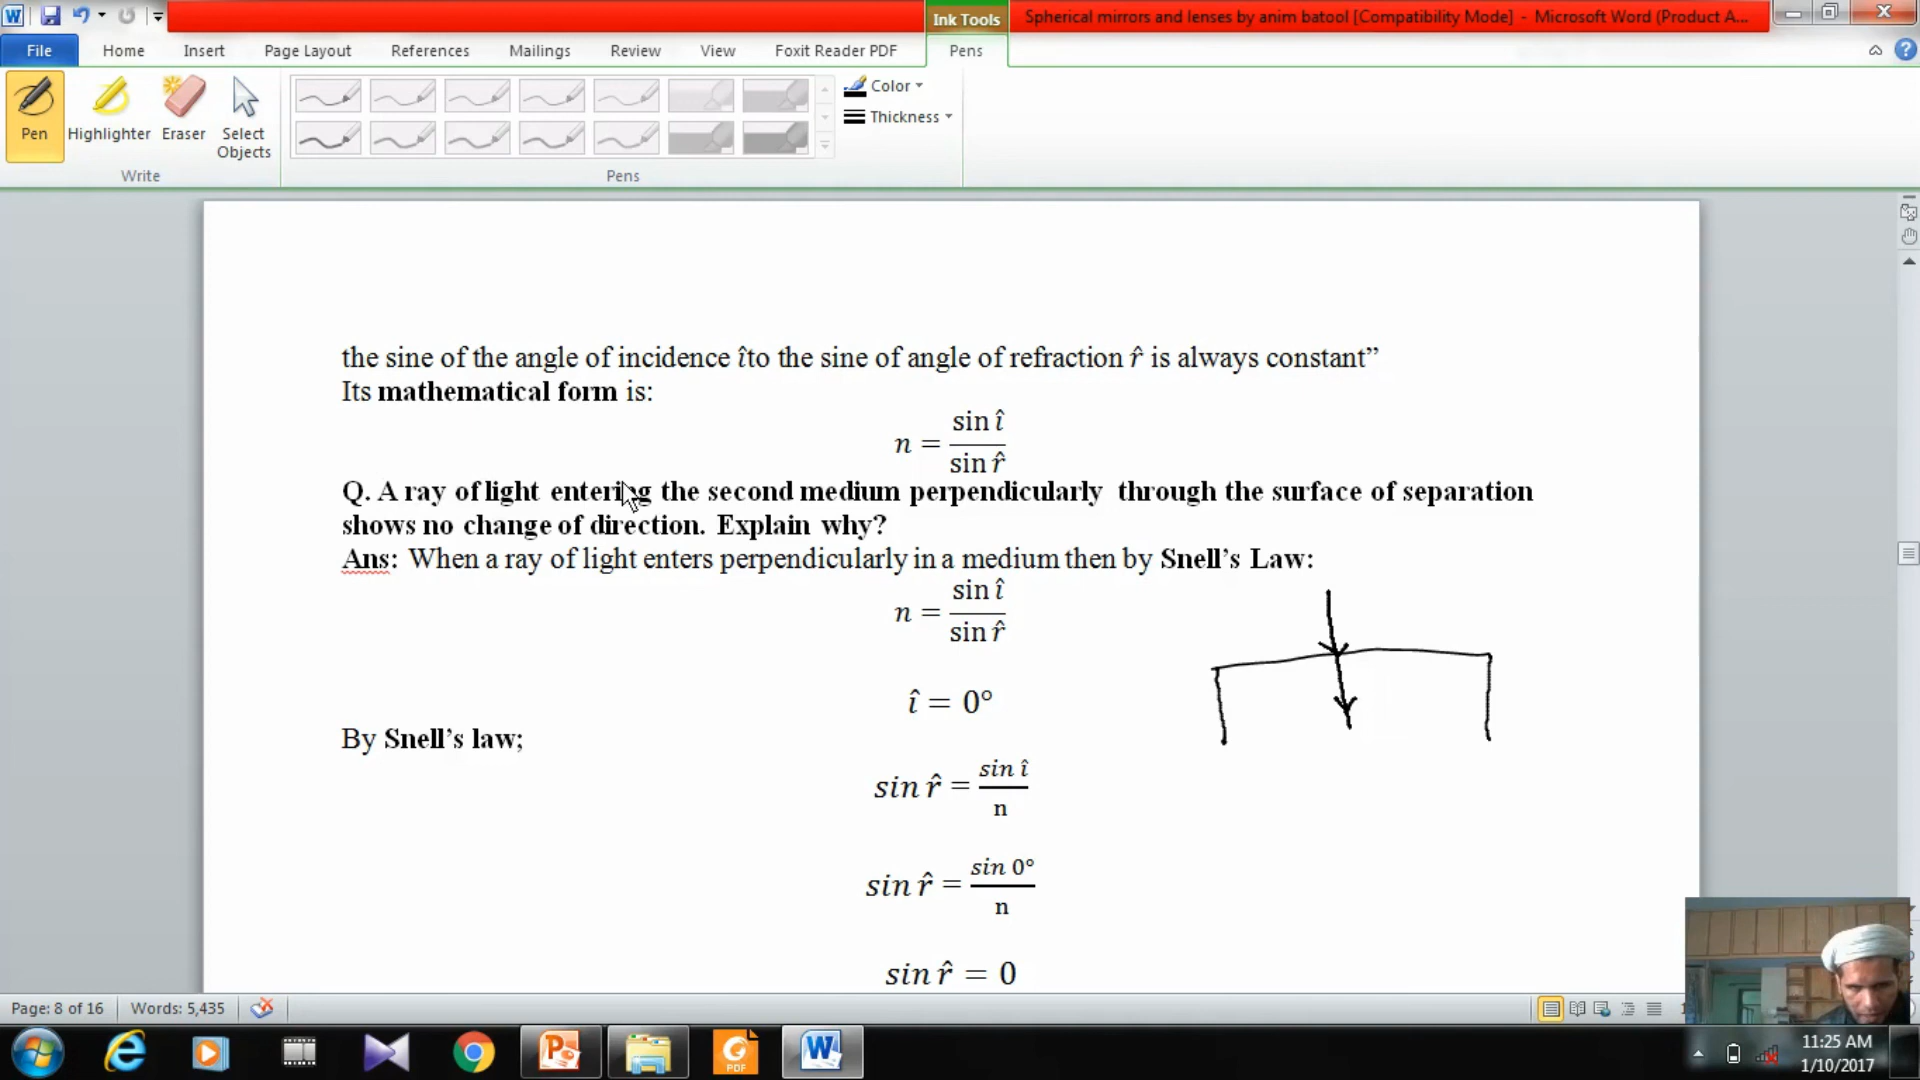 Ink Tools
Spherical mirrors and lenses by anim batool [Compatibility Mode] - Microsoft Word (Product A...
File Home Insert Page Layout References Mailings Review View Foxit Reader PDF Pens
Pen Highlighter Eraser Select Objects
Color
Thickness
Write Pens
the sine of the angle of incidence îto the sine of angle of refraction r̂ is always constant”
Its mathematical form is:
n = sin î / sin r̂
Q. A ray of light entering the second medium perpendicularly through the surface of separation
shows no change of direction. Explain why?
Ans: When a ray of light enters perpendicularly in a medium then by Snell’s Law:
n = sin î / sin r̂
î = 0°
By Snell’s law;
sin r̂ = sin î / n
sin r̂ = sin 0° / n
sin r̂ = 0
Page: 8 of 16 Words: 5,435
PDF
11:25 AM
1/10/2017